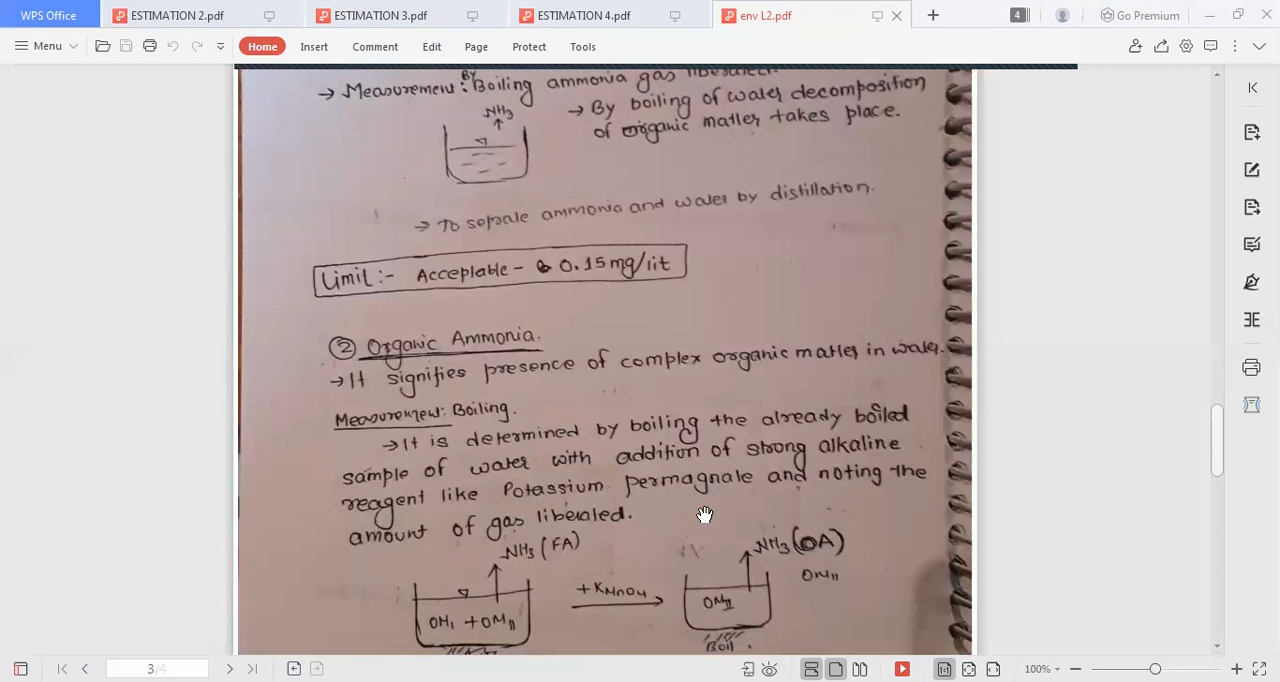 WPS Office
ESTIMATION 2.pdf
ESTIMATION 3.pdf
ESTIMATION 4.pdf
env L2.pdf
4
Go Premium
Menu
Home
Insert
Comment
Edit
Page
Protect
Tools
→ Measurement: By Boiling ammonia gas
NH3
→ By boiling of water decomposition
of organic matter takes place.
→ To seprate ammonia and water by distillation.
Limit:- Acceptable - 0.15mg/lit
② Organic Ammonia.
→ It signifies presence of complex organic matter in water.
Measurement: Boiling.
→ It is determined by boiling the already boiled
sample of water with addition of strong alkaline
reagent like Potassium permagnate and noting the
amount of gas liberated.
NH3 (FA)
NH3 (OA)
OMII
+KMnO4
OMI + OMII
OMII
Boil.
3/4
100%